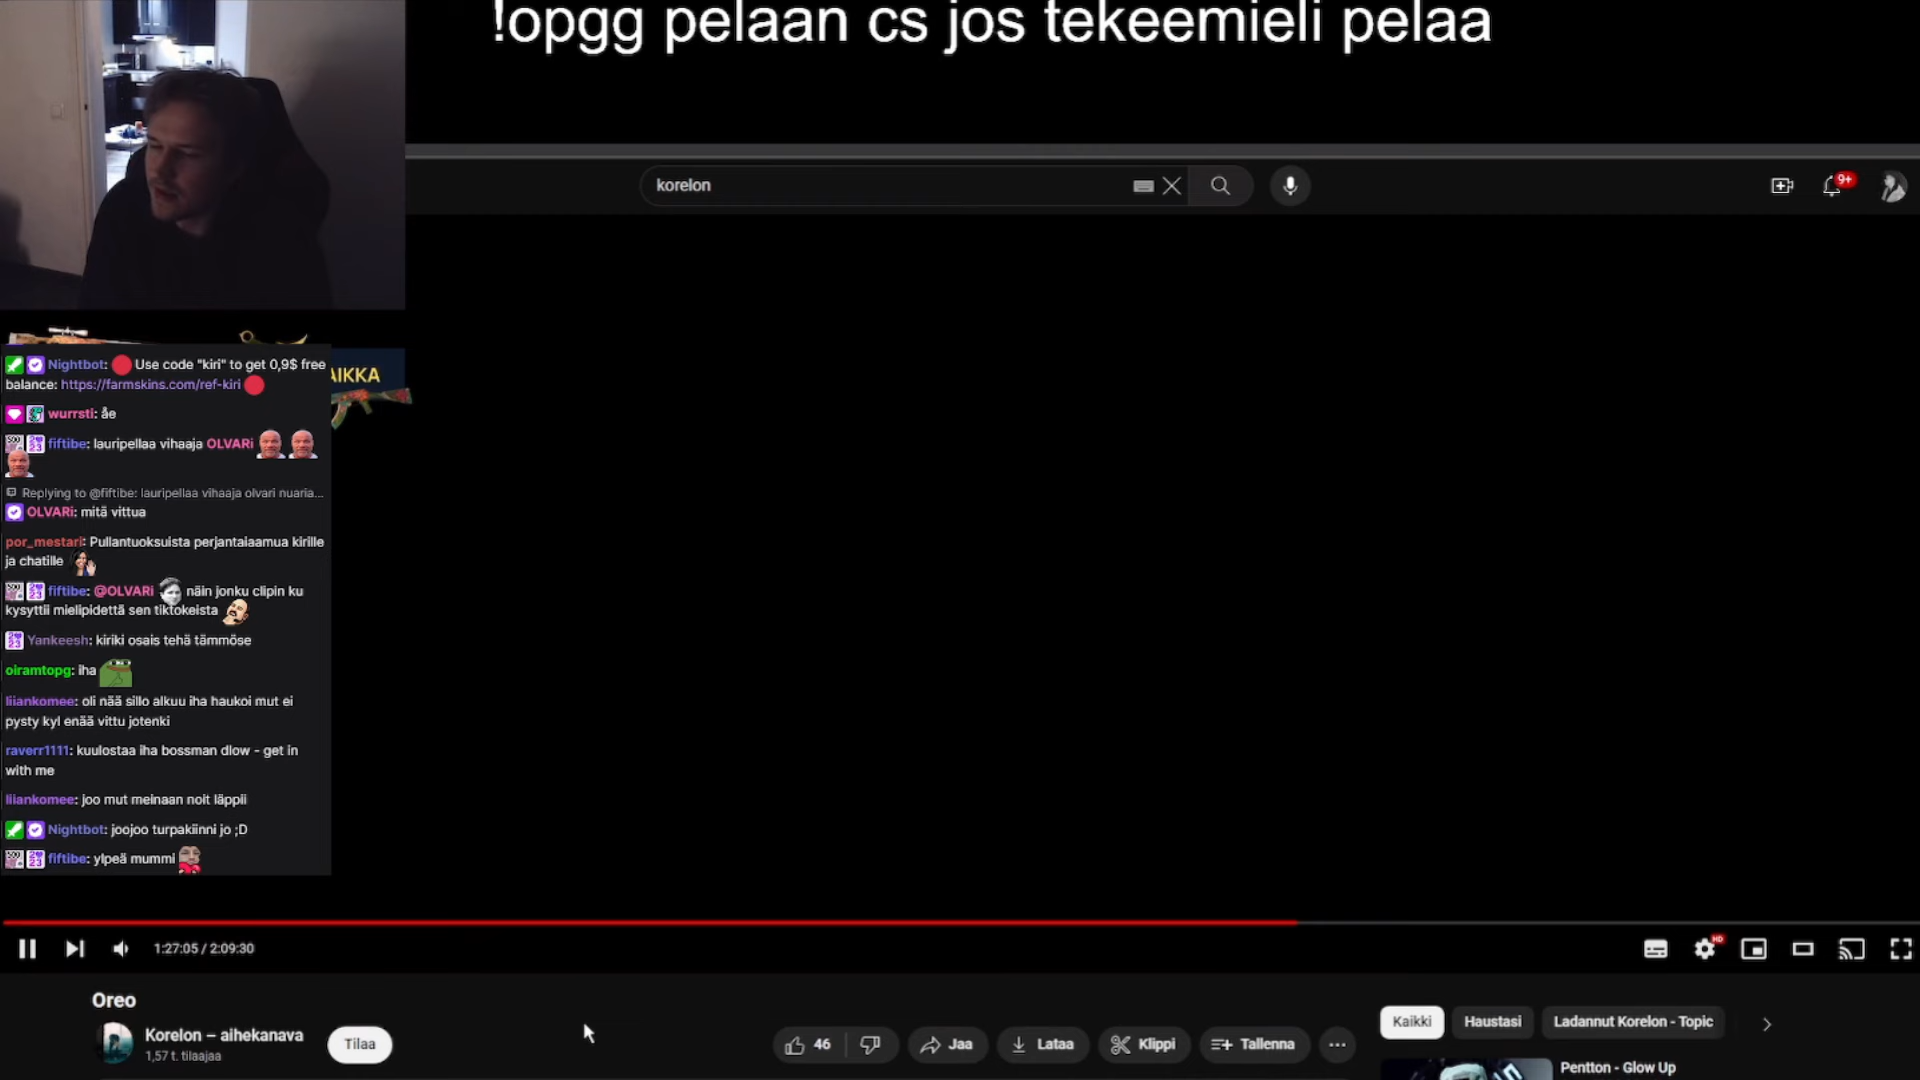 !opgg pelaan cs jos tekeemieli pelaa
korelon
9+
AIKKA
Nightbot: Use code "kiri" to get 0,9$ free
balance: https://farmskins.com/ref-kiri
wurrsti: åe
fiftibe: lauripellaa vihaaja OLVARi
Replying to @fiftibe: lauripellaa vihaaja olvari nuaria...
OLVARi: mitä vittua
por_mestari: Pullantuoksuista perjantaiaamua kirille
ja chatille
fiftibe: @OLVARi näin jonku clipin ku
kysyttii mielipidettä sen tiktokeista
Yankeesh: kiriki osais tehä tämmöse
oiramtopg: iha
liiankomee: oli nää sillo alkuu iha haukoi mut ei
pysty kyl enää vittu jotenki
raverr1111: kuulostaa iha bossman dlow - get in
with me
liiankomee: joo mut meinaan noit läppii
Nightbot: joojoo turpakiinni jo ;D
fiftibe: ylpeä mummi
1:27:05 / 2:09:30
HD
Oreo
Korelon – aihekanava
1,57 t. tilaajaa
Tilaa
46
Jaa
Lataa
Klippi
Tallenna
Kaikki
Haustasi
Ladannut Korelon - Topic
Pentton - Glow Up